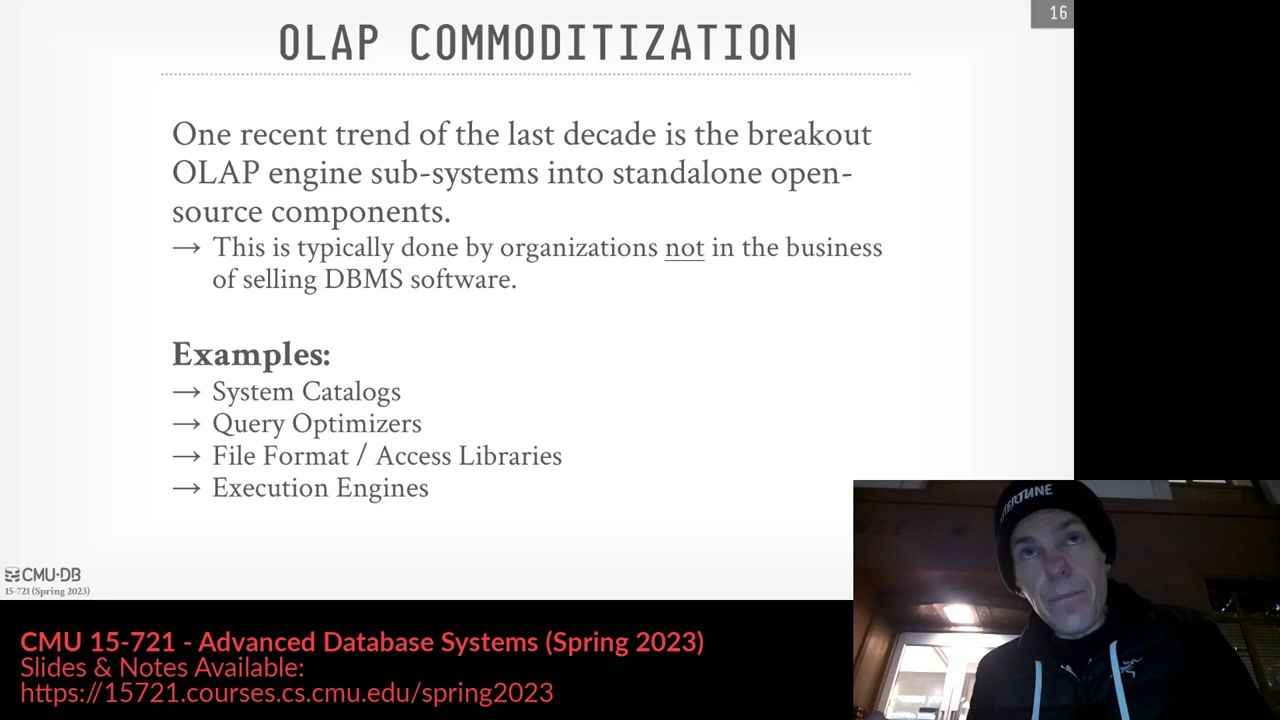 16
OLAP COMMODITIZATION
One recent trend of the last decade is the breakout
OLAP engine sub-systems into standalone open-
source components.
→ This is typically done by organizations not in the business
of selling DBMS software.
Examples:
→ System Catalogs
→ Query Optimizers
→ File Format / Access Libraries
→ Execution Engines
CMU·DB
15-721 (Spring 2023)
CMU 15-721 - Advanced Database Systems (Spring 2023)
Slides & Notes Available:
https://15721.courses.cs.cmu.edu/spring2023